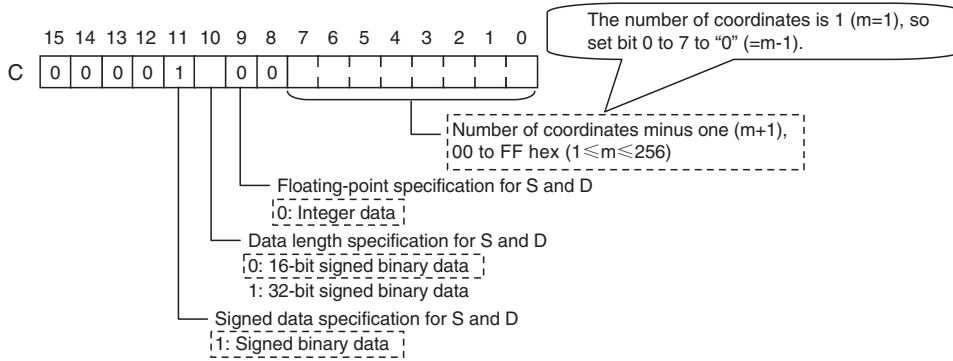 The number of coordinates is 1 (m=1), so
set bit 0 to 7 to “0” (=m-1).
15 14 13 12 11 10 9 8 7 6 5 4 3 2 1 0
C 0 0 0 0 1 0 0
Number of coordinates minus one (m+1),
00 to FF hex (1≤m≤256)
Floating-point specification for S and D
0: Integer data
Data length specification for S and D
0: 16-bit signed binary data
1: 32-bit signed binary data
Signed data specification for S and D
1: Signed binary data